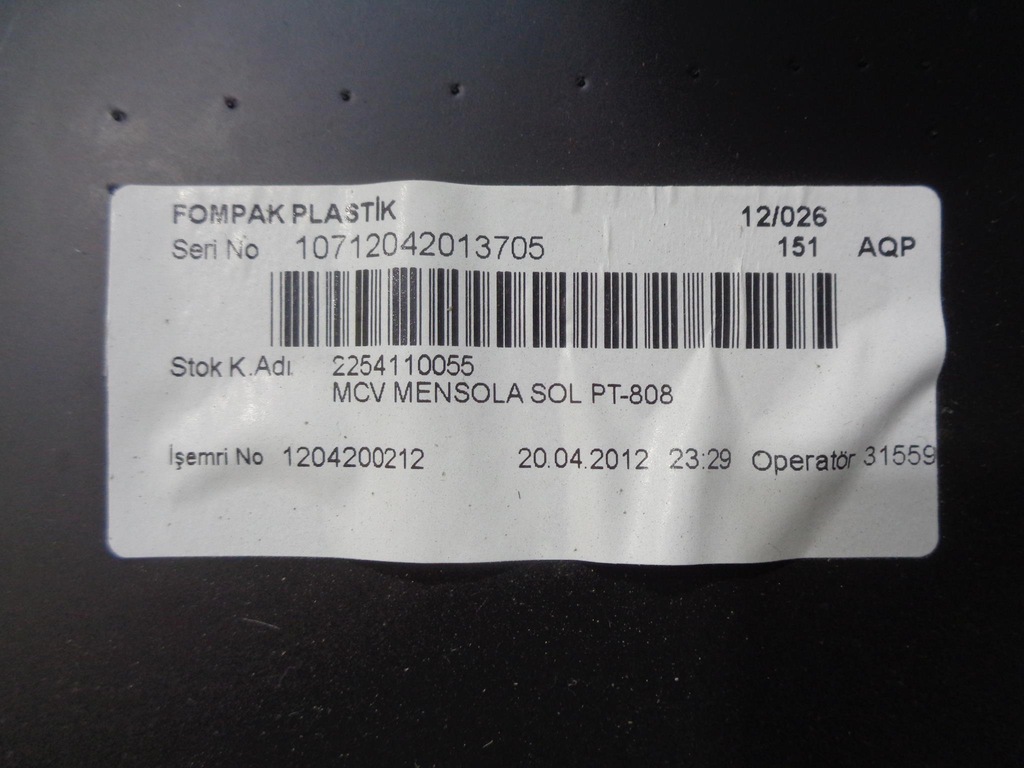 FOMPAK PLASTİK 12/026
Seri No 10712042013705 151 AQP
Stok K.Adı 2254110055
MCV MENSOLA SOL PT-808
İşemri No 1204200212 20.04.2012 23:29 Operatör 31559